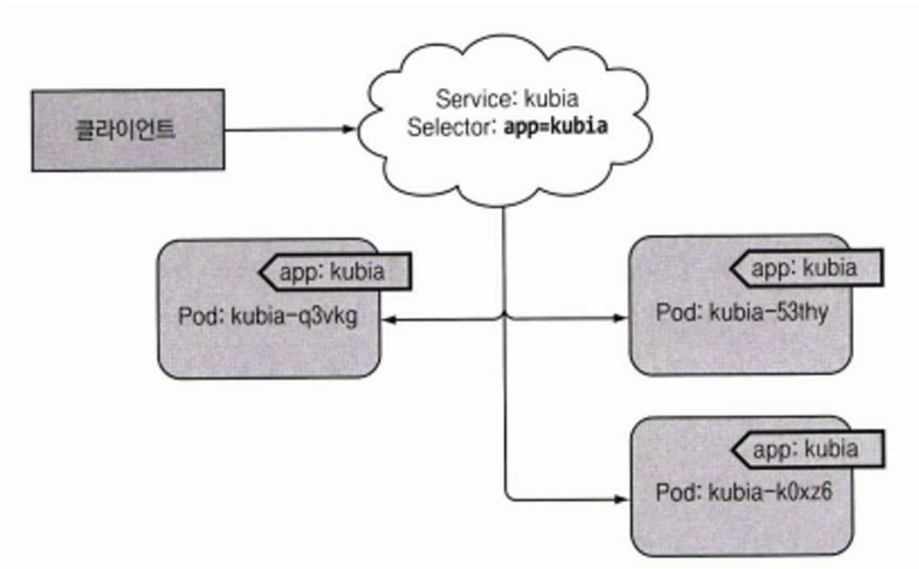 클라이언트
Service: kubia
Selector: app=kubia
app: kubia
Pod: kubia-q3vkg
app: kubia
Pod: kubia-53thy
app: kubia
Pod: kubia-k0xz6